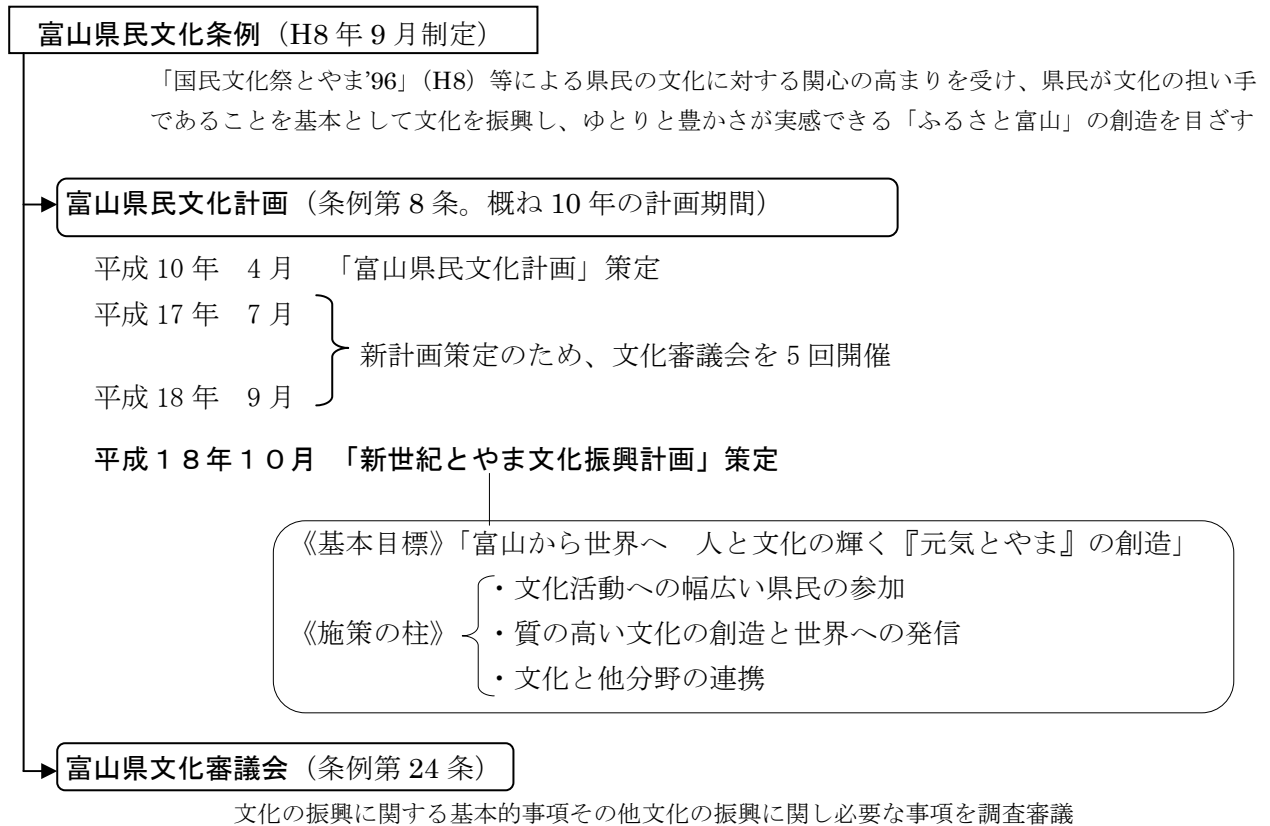 富山県民文化条例（H8年9月制定）
「国民文化祭とやま’96」（H8）等による県民の文化に対する関心の高まりを受け、県民が文化の担い手
であることを基本として文化を振興し、ゆとりと豊かさが実感できる「ふるさと富山」の創造を目ざす
富山県民文化計画（条例第8条。概ね10年の計画期間）
平成10年　4月　「富山県民文化計画」策定
平成17年　7月
新計画策定のため、文化審議会を5回開催
平成18年　9月
平成１８年１０月　「新世紀とやま文化振興計画」策定
《基本目標》「富山から世界へ　人と文化の輝く『元気とやま』の創造」
・文化活動への幅広い県民の参加
《施策の柱》・質の高い文化の創造と世界への発信
・文化と他分野の連携
富山県文化審議会（条例第24条）
文化の振興に関する基本的事項その他文化の振興に関し必要な事項を調査審議